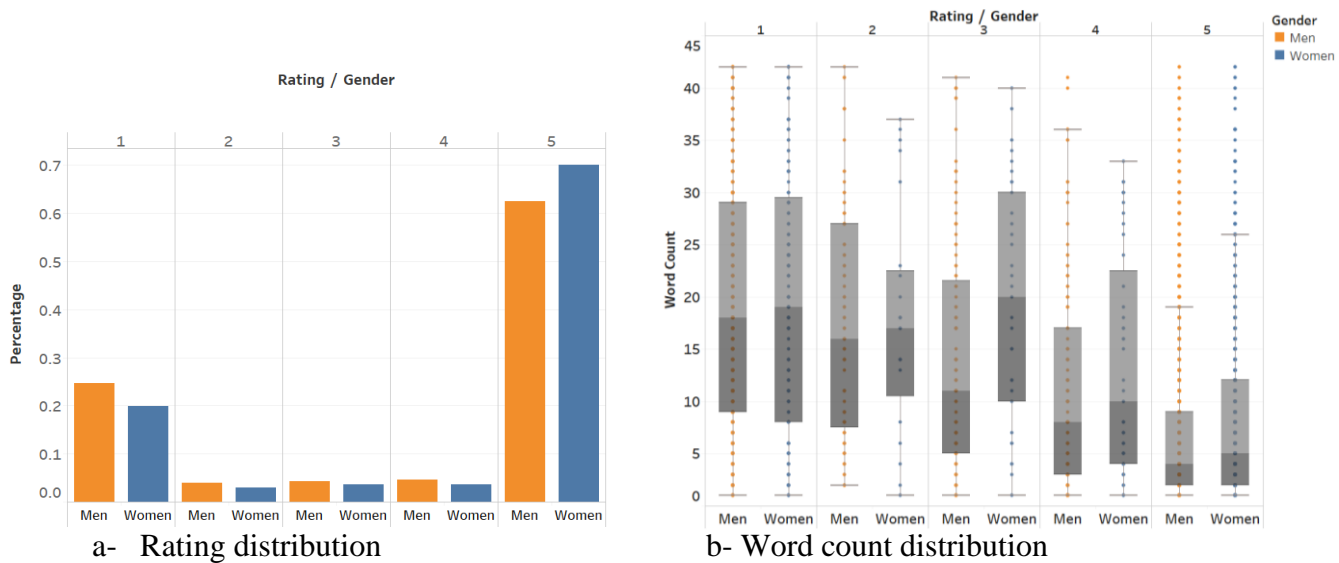 Rating / Gender
1 2 3 4 5
0.7
0.6
0.5
0.4
0.3
0.2
0.1
0.0
Percentage
Men Women Men Women Men Women Men Women Men Women
a- Rating distribution
Rating / Gender
1 2 3 4 5
45
40
35
30
25
20
15
10
5
0
Word Count
Men Women Men Women Men Women Men Women Men Women
Gender
Men
Women
b- Word count distribution